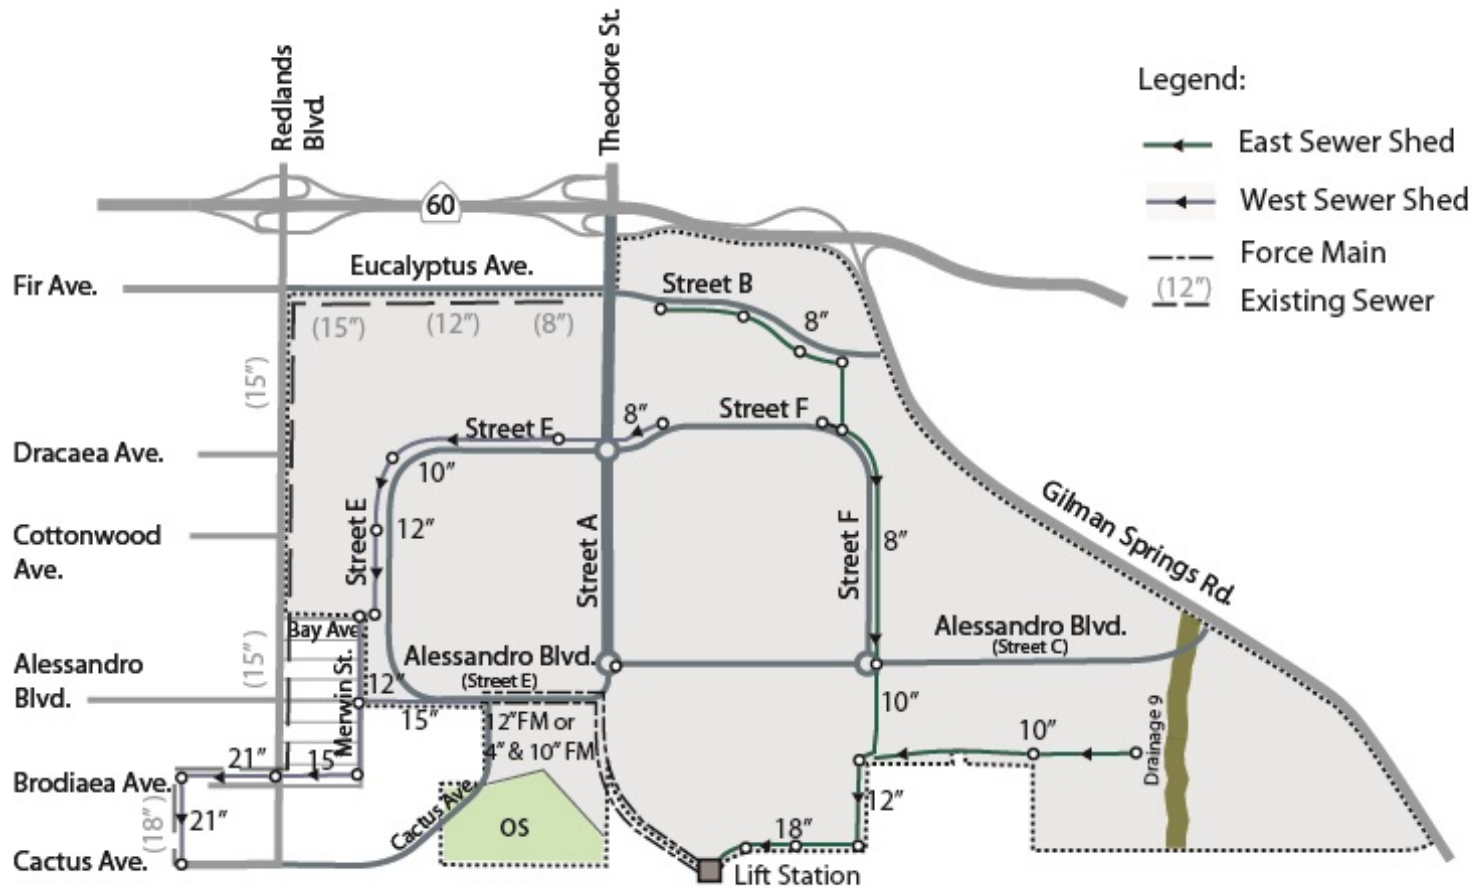 Redlands
Blvd.
Theodore St.
Legend:
East Sewer Shed
West Sewer Shed
Force Main
(12")
Existing Sewer
60
Fir Ave.
Eucalyptus Ave.
Street B
8"
(15")
(12")
(8")
(15")
Street E
8"
Street F
10"
Dracaea Ave.
Cottonwood
Ave.
Street E
12"
Street A
Street F
8"
Gilman Springs Rd.
Bay Ave
Merwin St.
(15")
Alessandro
Blvd.
12"
Alessandro Blvd.
(Street E)
Alessandro Blvd.
(Street C)
15"
12"FM or
4" & 10" FM
10"
10"
Drainage 9
Brodiaea Ave.
21"
15"
Cactus Ave.
12"
(18")
21"
OS
18"
Cactus Ave.
Lift Station